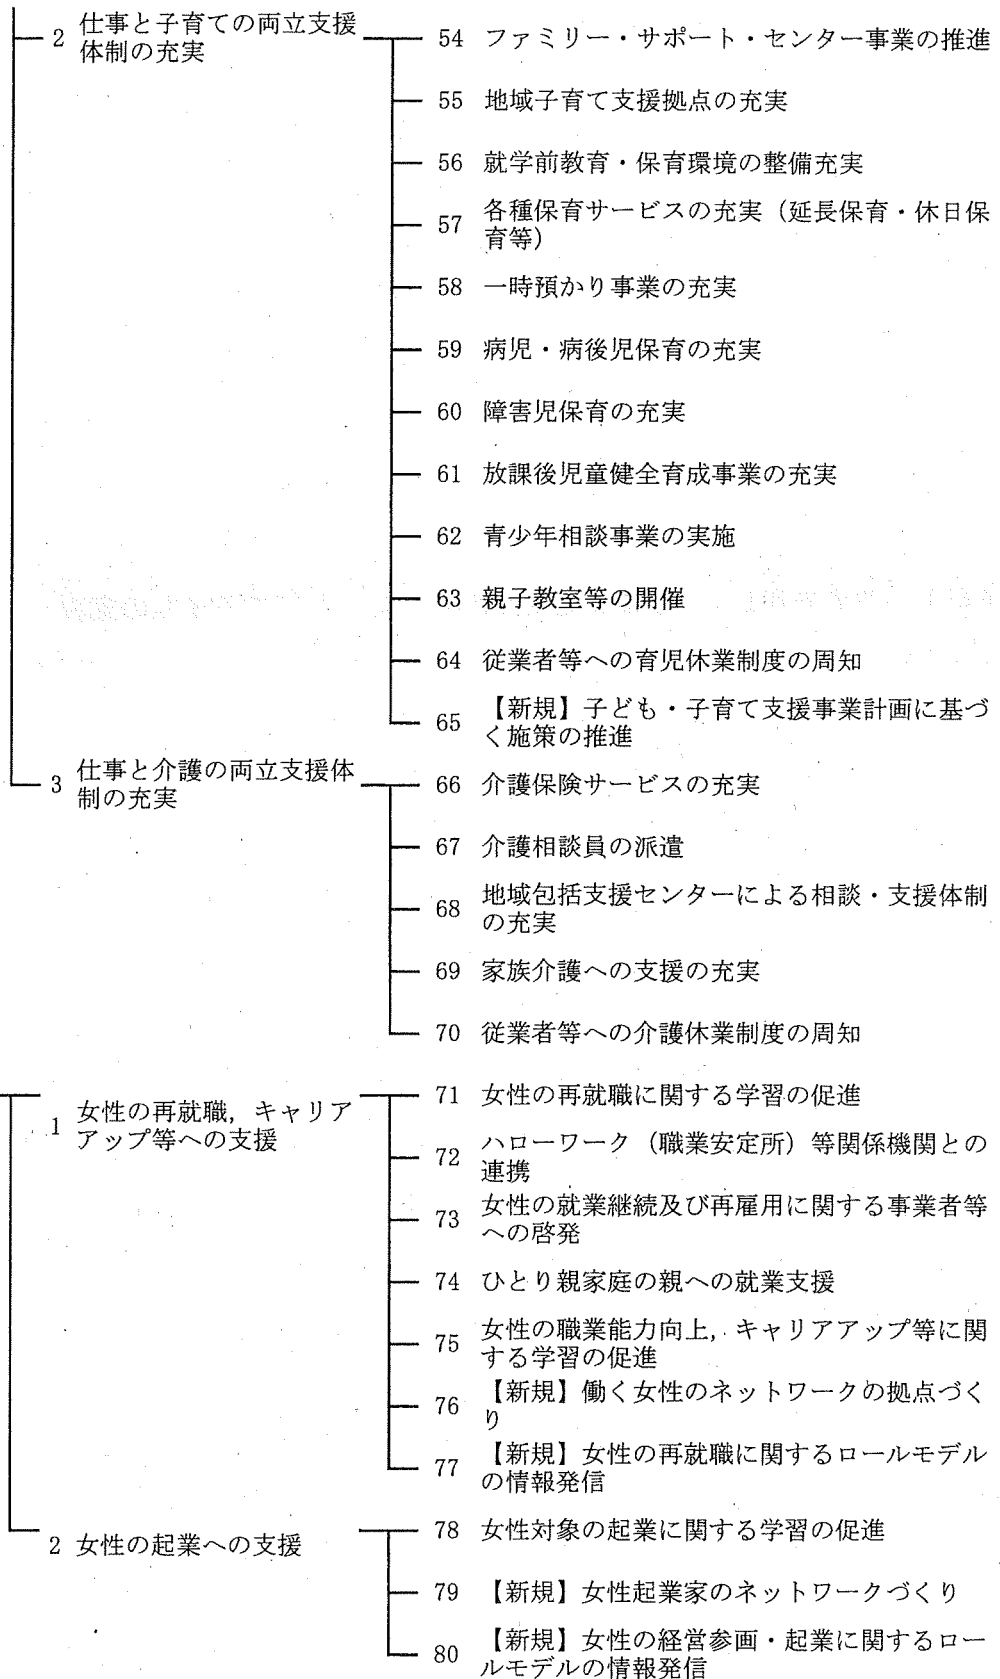 2 仕事と子育ての両立支援
体制の充実
54 ファミリー・サポート・センター事業の推進
55 地域子育て支援拠点の充実
56 就学前教育・保育環境の整備充実
57 各種保育サービスの充実（延長保育・休日保
育等）
58 一時預かり事業の充実
59 病児・病後児保育の充実
60 障害児保育の充実
61 放課後児童健全育成事業の充実
62 青少年相談事業の実施
63 親子教室等の開催
64 従業者等への育児休業制度の周知
65 【新規】子ども・子育て支援事業計画に基づ
く施策の推進
3 仕事と介護の両立支援体
制の充実
66 介護保険サービスの充実
67 介護相談員の派遣
68 地域包括支援センターによる相談・支援体制
の充実
69 家族介護への支援の充実
70 従業者等への介護休業制度の周知
1 女性の再就職，キャリア
アップ等への支援
71 女性の再就職に関する学習の促進
72 ハローワーク（職業安定所）等関係機関との
連携
73 女性の就業継続及び再雇用に関する事業者等
への啓発
74 ひとり親家庭の親への就業支援
75 女性の職業能力向上，キャリアアップ等に関
する学習の促進
76 【新規】働く女性のネットワークの拠点づく
り
77 【新規】女性の再就職に関するロールモデル
の情報発信
2 女性の起業への支援
78 女性対象の起業に関する学習の促進
79 【新規】女性起業家のネットワークづくり
80 【新規】女性の経営参画・起業に関するロー
ルモデルの情報発信